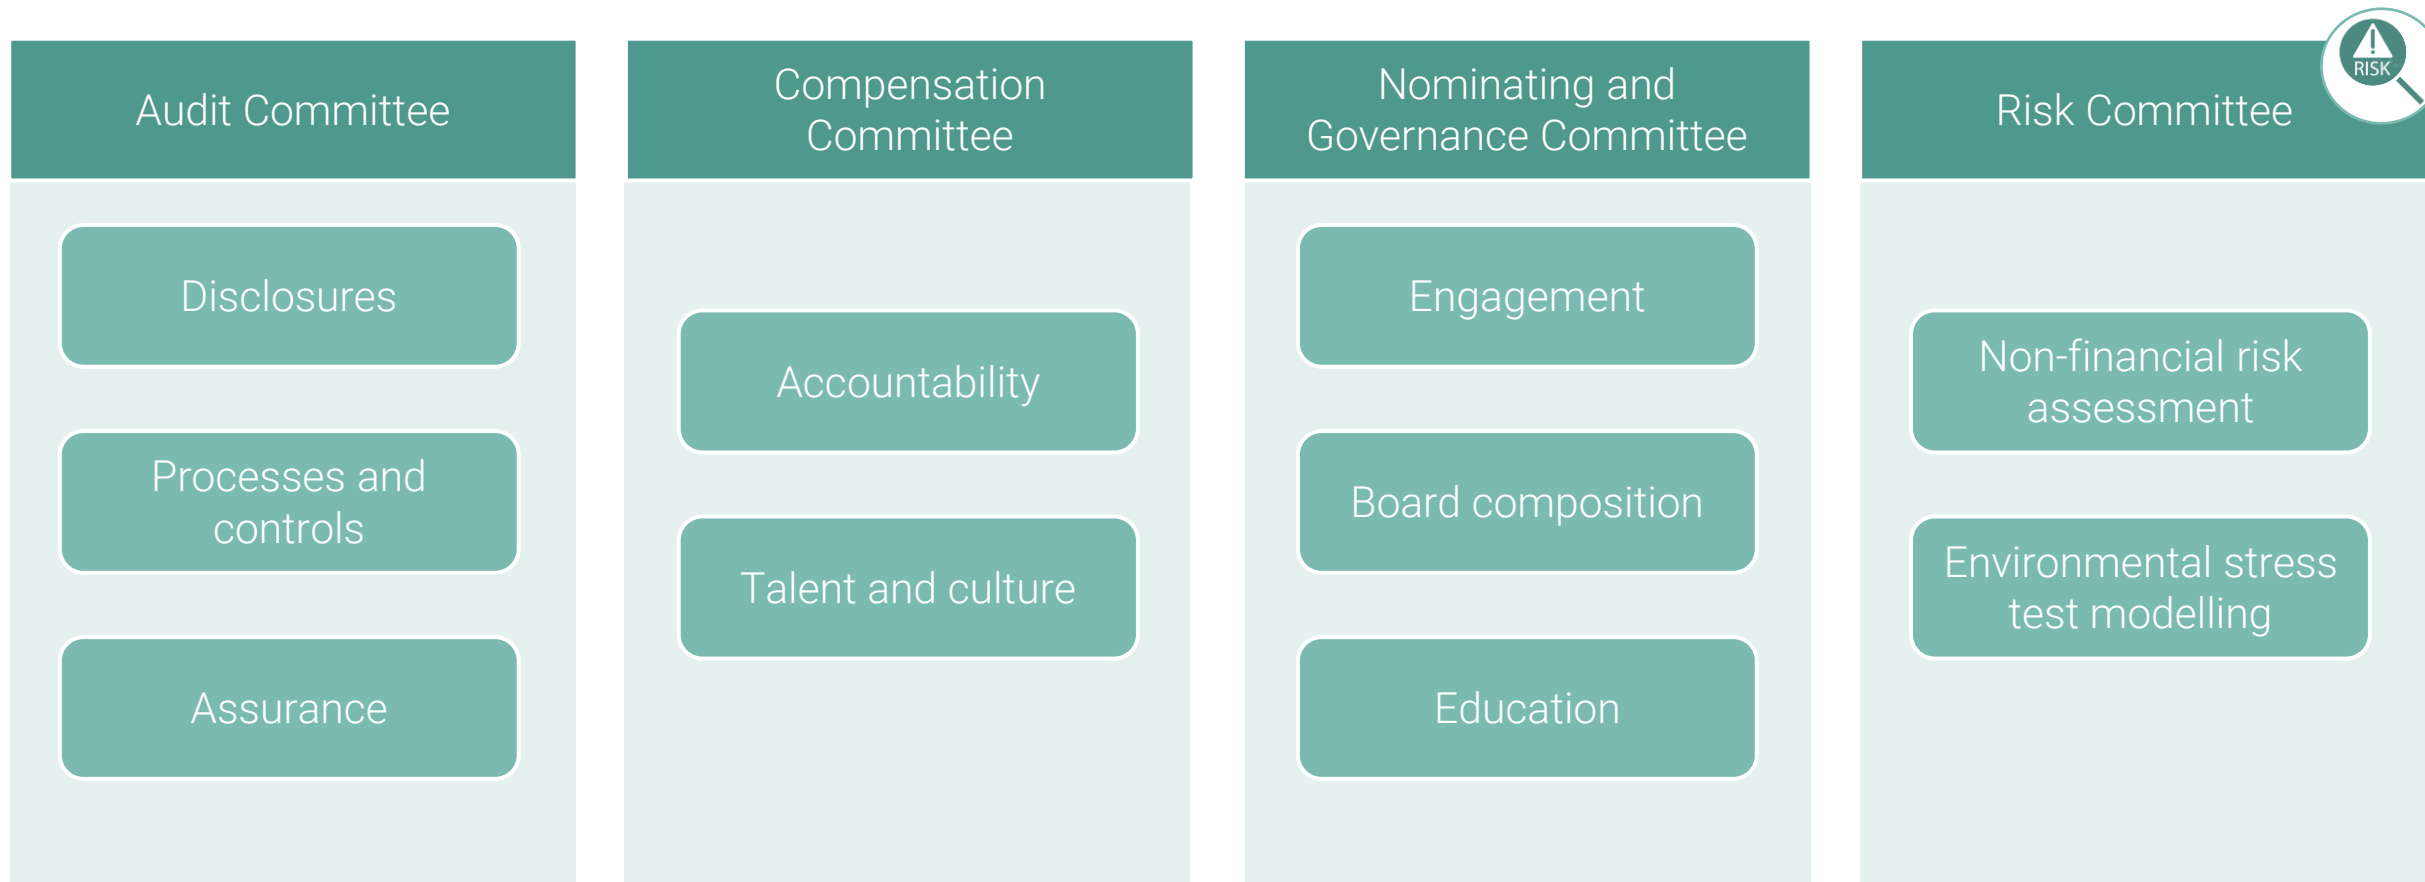 Audit Committee
Disclosures
Processes and
controls
Assurance
Compensation
Committee
Accountability
Talent and culture
Nominating and
Governance Committee
Engagement
Board composition
Education
Risk Committee
RISK
Non-financial risk
assessment
Environmental stress
test modelling